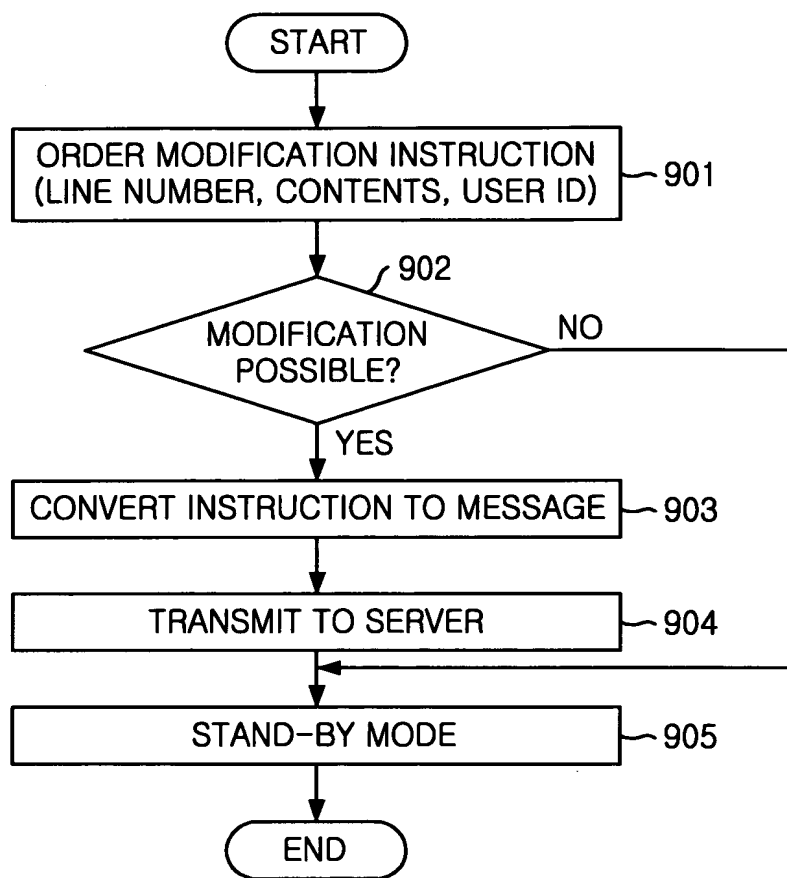 START
ORDER MODIFICATION INSTRUCTION
(LINE NUMBER, CONTENTS, USER ID)
901
902
MODIFICATION
POSSIBLE?
NO
YES
CONVERT INSTRUCTION TO MESSAGE
903
TRANSMIT TO SERVER
904
STAND-BY MODE
905
END